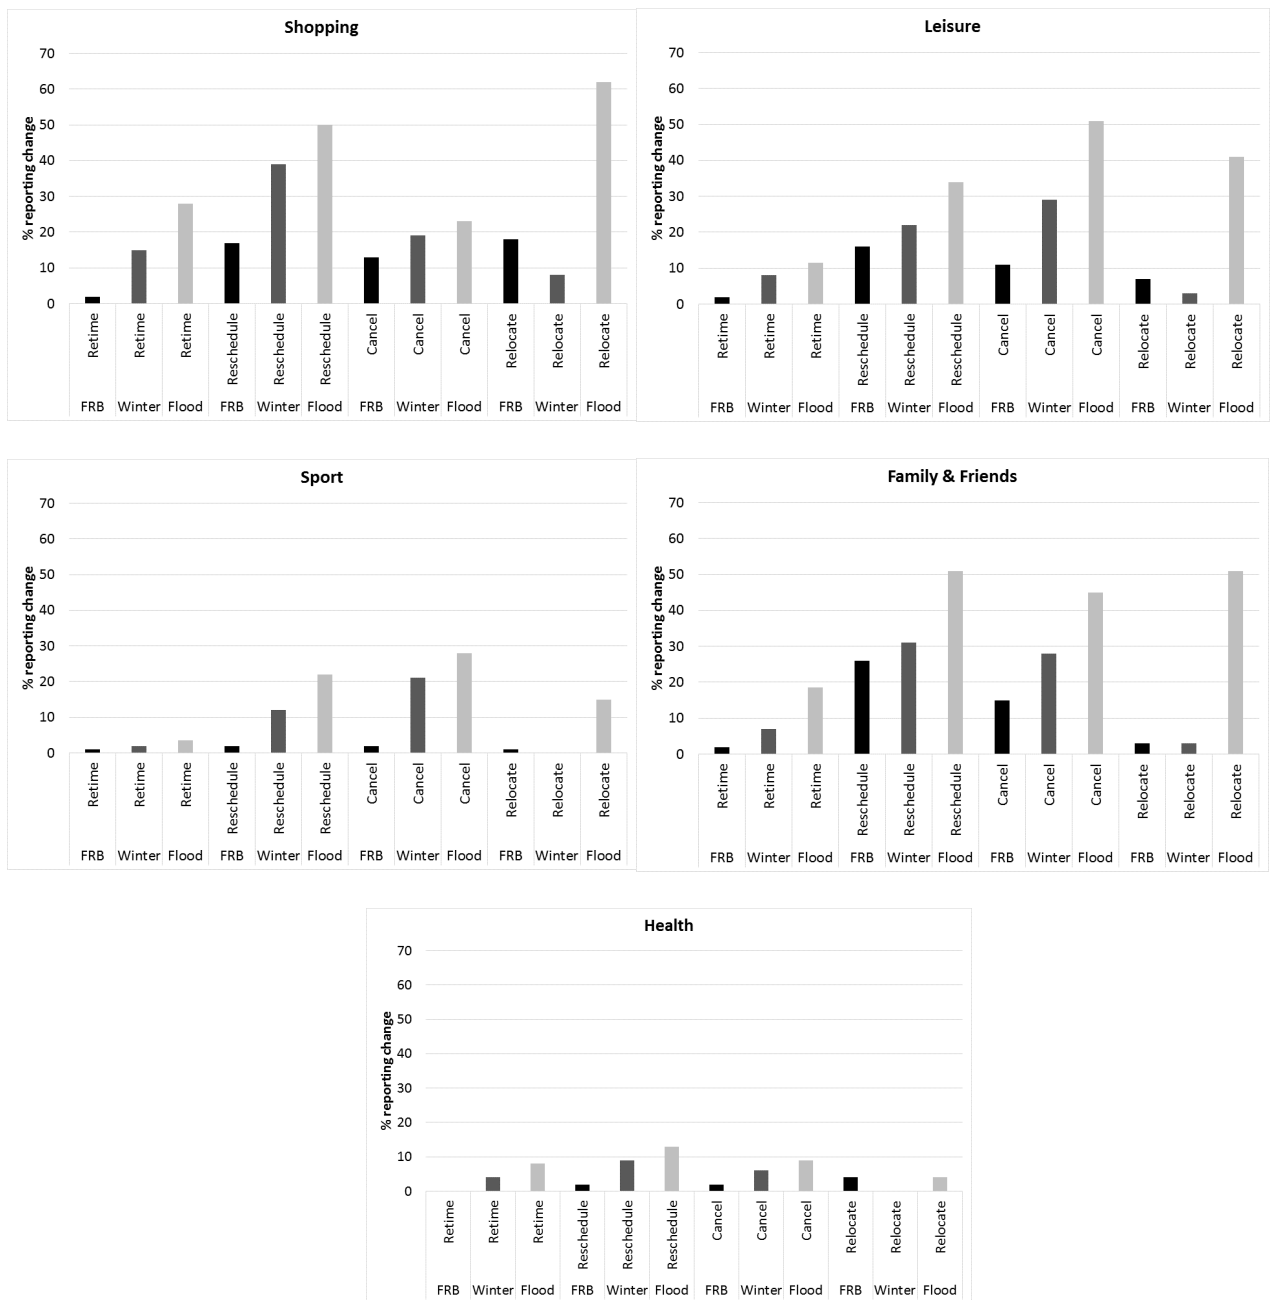 Shopping
% reporting change
70
60
50
40
30
20
10
0
Retime Retime Retime Reschedule Reschedule Reschedule Cancel Cancel Cancel Relocate Relocate Relocate
FRB Winter Flood FRB Winter Flood FRB Winter Flood FRB Winter Flood
Leisure
% reporting change
70
60
50
40
30
20
10
0
Retime Retime Retime Reschedule Reschedule Reschedule Cancel Cancel Cancel Relocate Relocate Relocate
FRB Winter Flood FRB Winter Flood FRB Winter Flood FRB Winter Flood
Sport
% reporting change
70
60
50
40
30
20
10
0
Retime Retime Retime Reschedule Reschedule Reschedule Cancel Cancel Cancel Relocate Relocate Relocate
FRB Winter Flood FRB Winter Flood FRB Winter Flood FRB Winter Flood
Family & Friends
% reporting change
70
60
50
40
30
20
10
0
Retime Retime Retime Reschedule Reschedule Reschedule Cancel Cancel Cancel Relocate Relocate Relocate
FRB Winter Flood FRB Winter Flood FRB Winter Flood FRB Winter Flood
Health
% reporting change
70
60
50
40
30
20
10
0
Retime Retime Retime Reschedule Reschedule Reschedule Cancel Cancel Cancel Relocate Relocate Relocate
FRB Winter Flood FRB Winter Flood FRB Winter Flood FRB Winter Flood